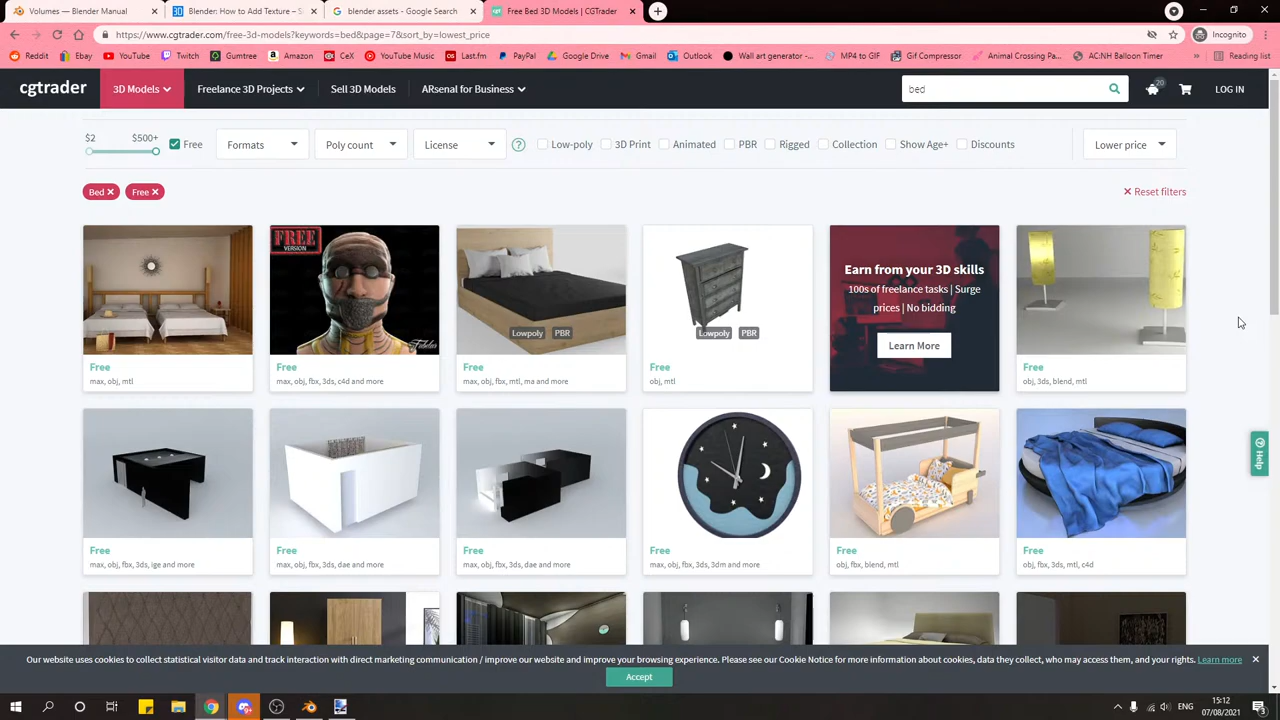 Volumes — Blender Manual
Blender: How to Add Texture – S
blender assets - Google Search
Free Bed 3D Models | CGTrader
https://www.cgtrader.com/free-3d-models?keywords=bed&page=7&sort_by=lowest_price
Incognito
Reddit Ebay YouTube Twitch Gumtree Amazon CeX YouTube Music Last.fm PayPal Google Drive Gmail Outlook Wall art generator -... MP4 to GIF Gif Compressor Animal Crossing Pa... AC:NH Balloon Timer Reading list
cgtrader 3D Models Freelance 3D Projects Sell 3D Models ARsenal for Business bed 20 LOG IN
$2 $500+
Free Formats Poly count License Low-poly 3D Print Animated PBR Rigged Collection Show Age+ Discounts Lower price
Bed Free Reset filters
FREE
VERSION
Lowpoly PBR
Lowpoly PBR
Earn from your 3D skills
100s of freelance tasks | Surge
prices | No bidding
Learn More
Free Free Free Free Free
max, obj, mtl max, obj, fbx, 3ds, c4d and more max, obj, fbx, mtl, ma and more obj, mtl obj, 3ds, blend, mtl
Help
Free Free Free Free Free Free
max, obj, fbx, 3ds, ige and more max, obj, fbx, 3ds, dae and more max, obj, fbx, 3ds, dae and more max, obj, fbx, 3ds, 3dm and more obj, fbx, blend, mtl obj, fbx, 3ds, mtl, c4d
Our website uses cookies to collect statistical visitor data and track interaction with direct marketing communication / improve our website and improve your browsing experience. Please see our Cookie Notice for more information about cookies, data they collect, who may access them, and your rights. Learn more
Accept
ENG
15:12
07/08/2021
3